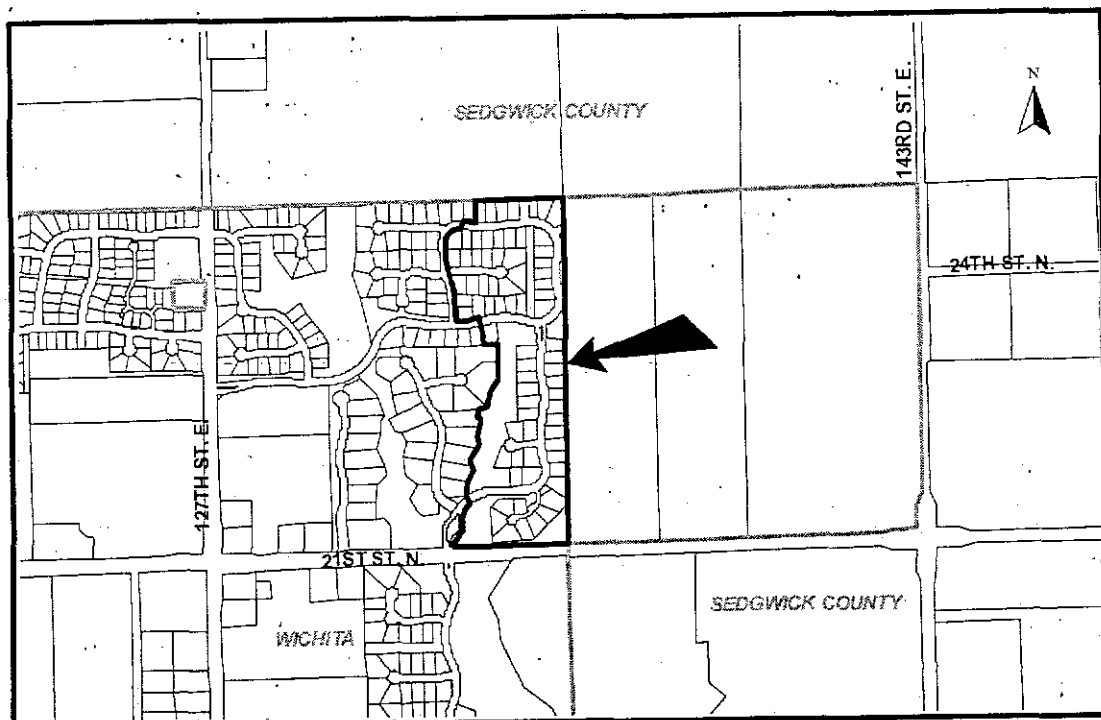 SEDGWICK COUNTY
143RD ST. E.
N
24TH ST. N.
127TH ST. E.
21ST ST. N.
SEDGWICK COUNTY
WICHITA